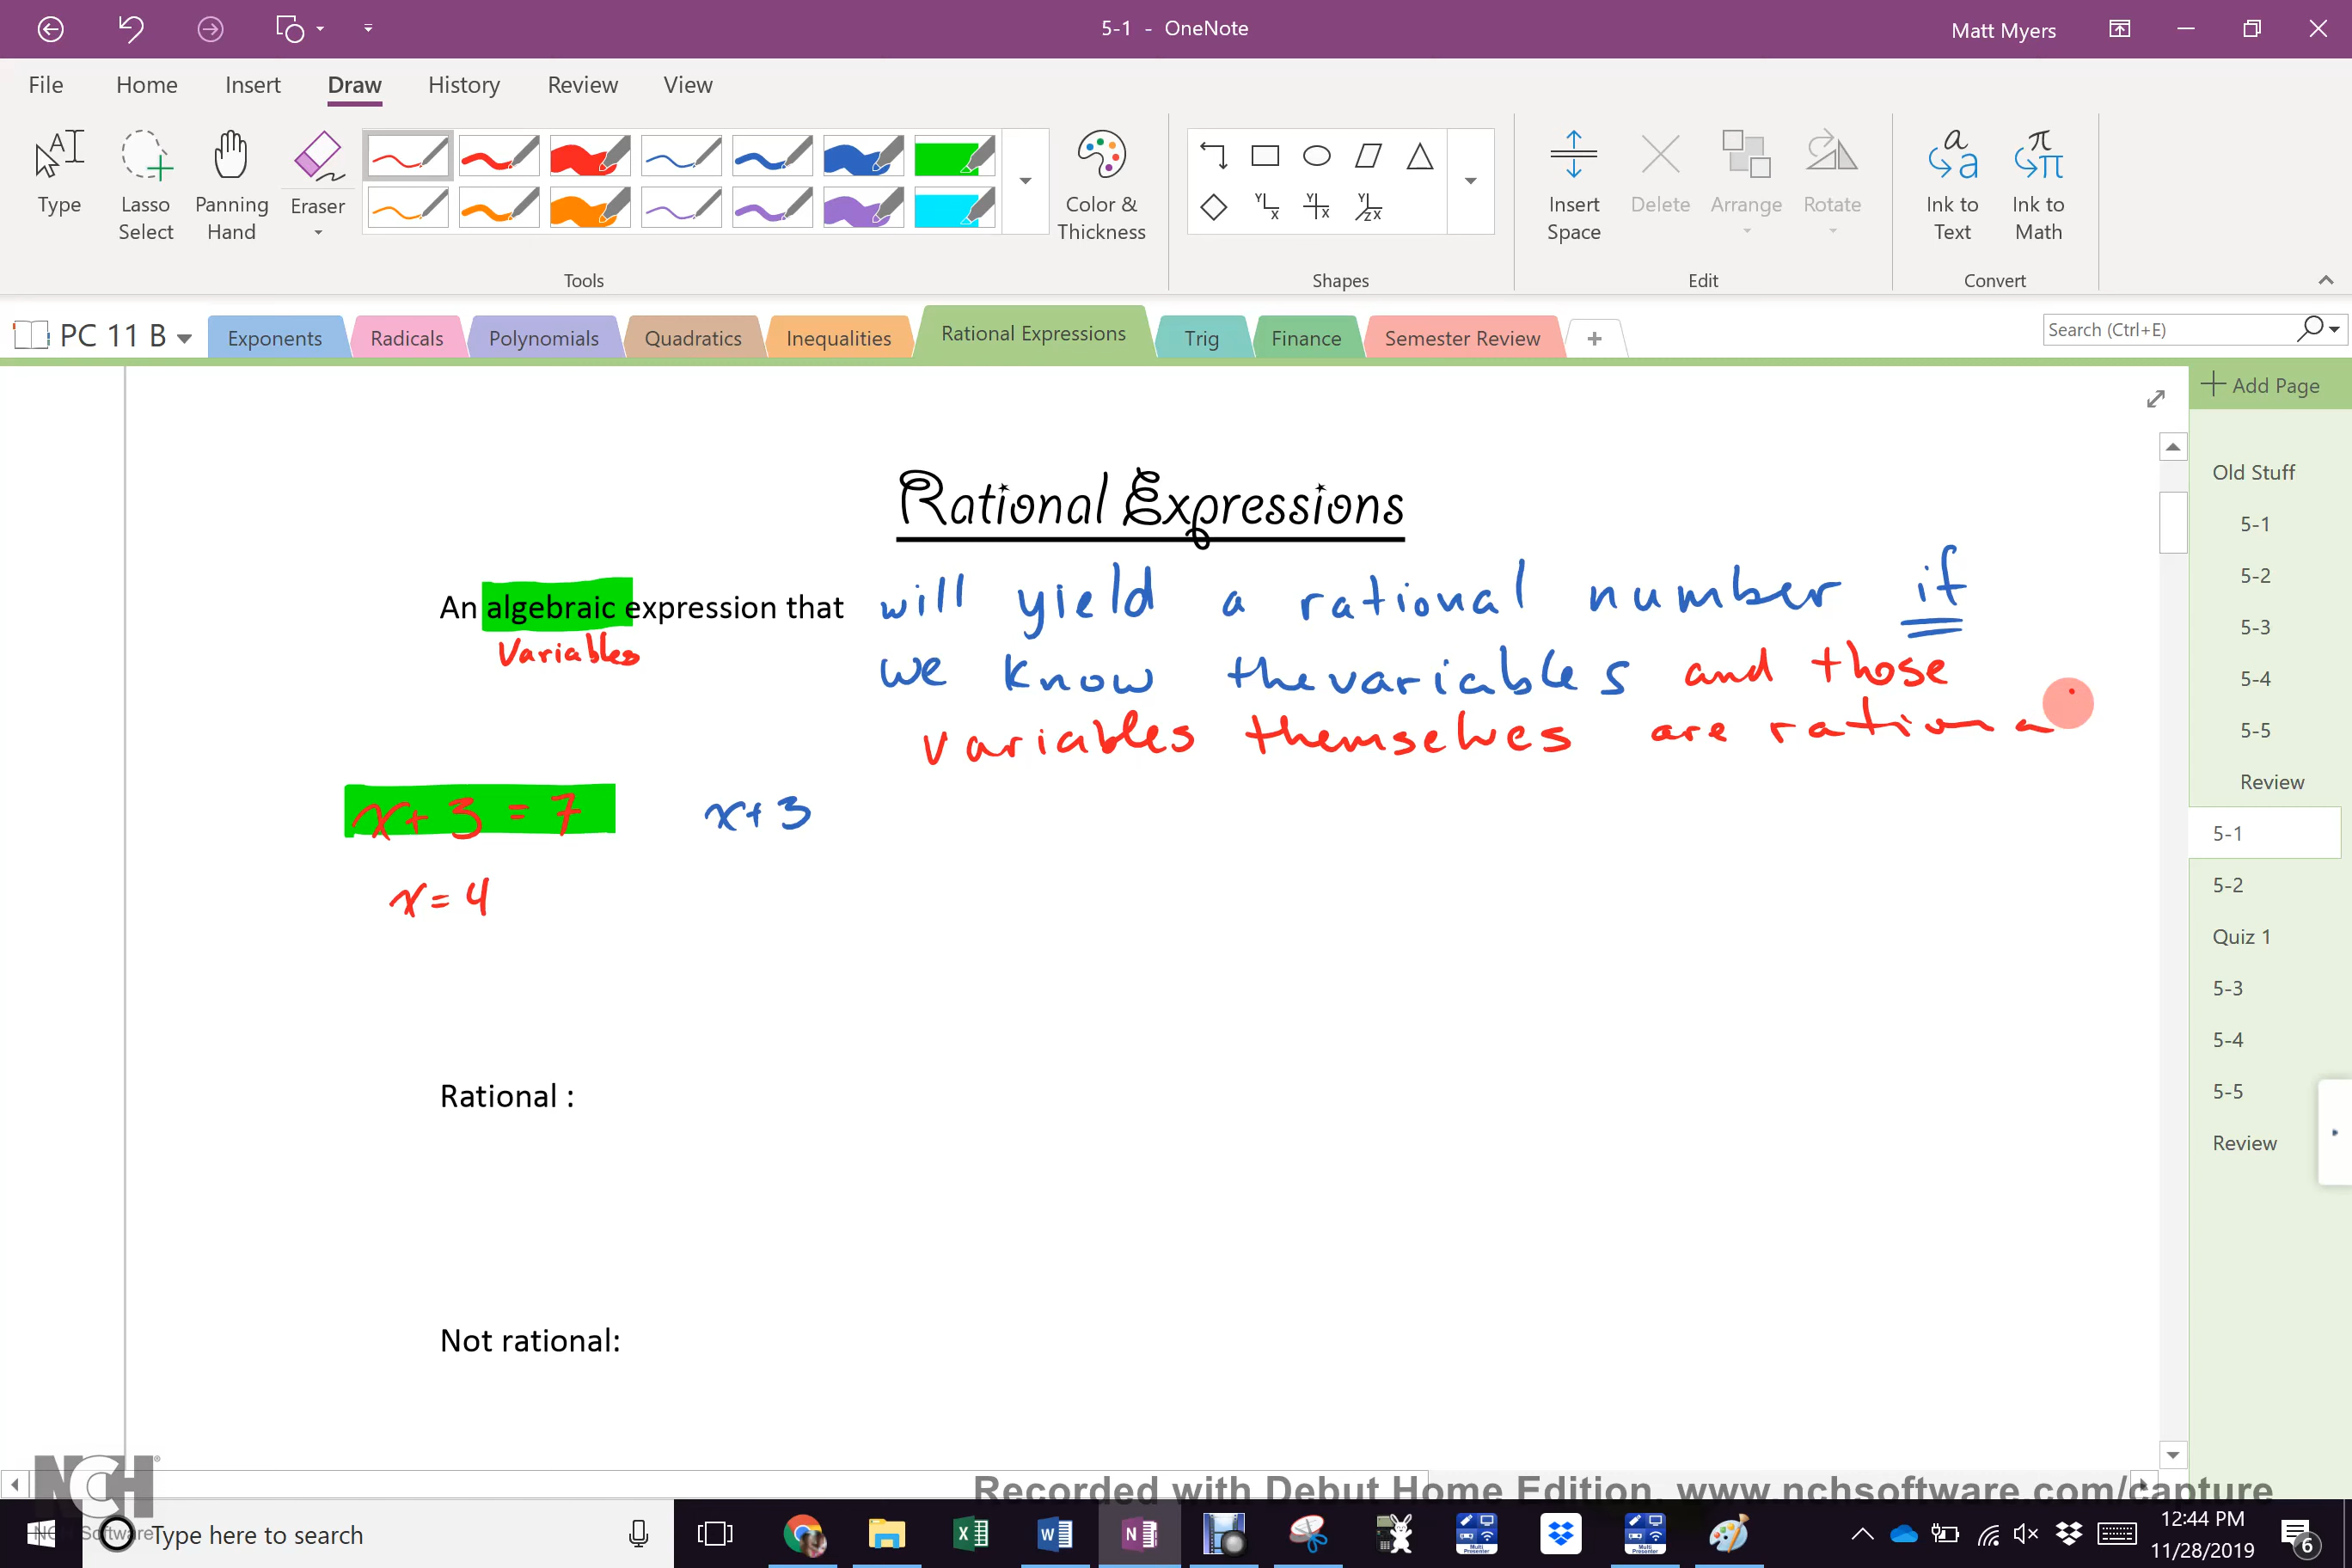 5-1 - OneNote
Matt Myers
File Home Insert Draw History Review View
Type
Lasso Select
Panning Hand
Eraser
Color & Thickness
Insert Space
Delete
Arrange
Rotate
Ink to Text
Ink to Math
Tools
Shapes
Edit
Convert
PC 11 B
Exponents Radicals Polynomials Quadratics Inequalities Rational Expressions Trig Finance Semester Review
Search (Ctrl+E)
Add Page
Old Stuff
5-1
5-2
5-3
5-4
5-5
Review
5-1
5-2
Quiz 1
5-3
5-4
5-5
Review
Rational Expressions
An algebraic expression that will yield a rational number if
Variables
we know the variables and those
variables themselves are rationa
x+3=7
x+3
x=4
Rational :
Not rational:
NCH®
NCH Software
Recorded with Debut Home Edition. www.nchsoftware.com/capture
Type here to search
12:44 PM
11/28/2019
6